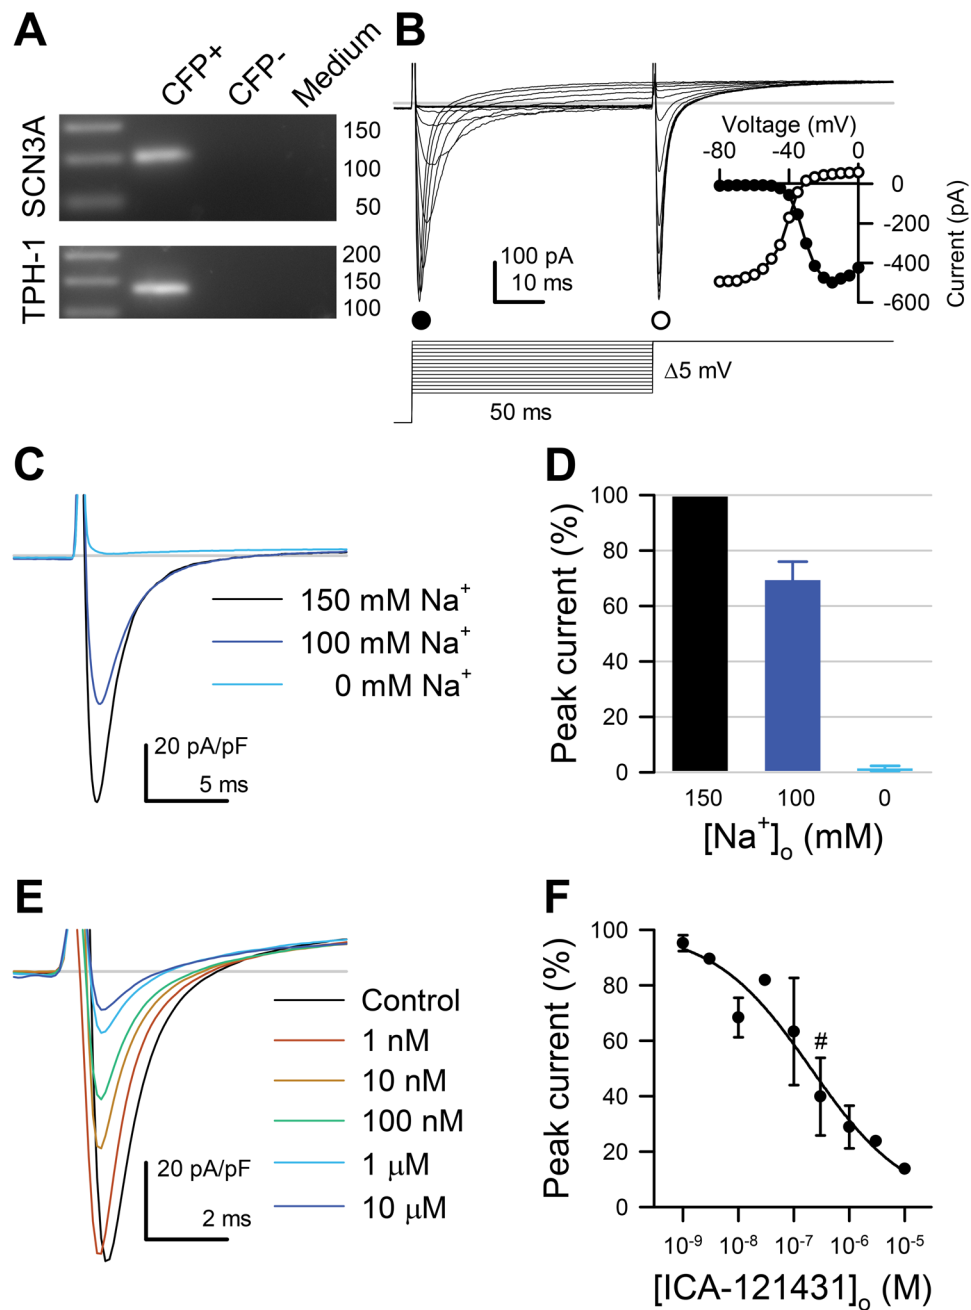 A
CFP+
CFP-
Medium
SCN3A
150
100
50
TPH-1
200
150
100
B
100 pA
10 ms
Voltage (mV)
-80
-40
0
0
-200
-400
-600
Current (pA)
Δ5 mV
50 ms
C
150 mM Na+
100 mM Na+
0 mM Na+
20 pA/pF
5 ms
D
Peak current (%)
100
80
60
40
20
0
150
100
0
[Na+]o (mM)
E
Control
1 nM
10 nM
100 nM
1 μM
10 μM
20 pA/pF
2 ms
F
Peak current (%)
100
80
60
40
20
0
#
10-9
10-8
10-7
10-6
10-5
[ICA-121431]o (M)